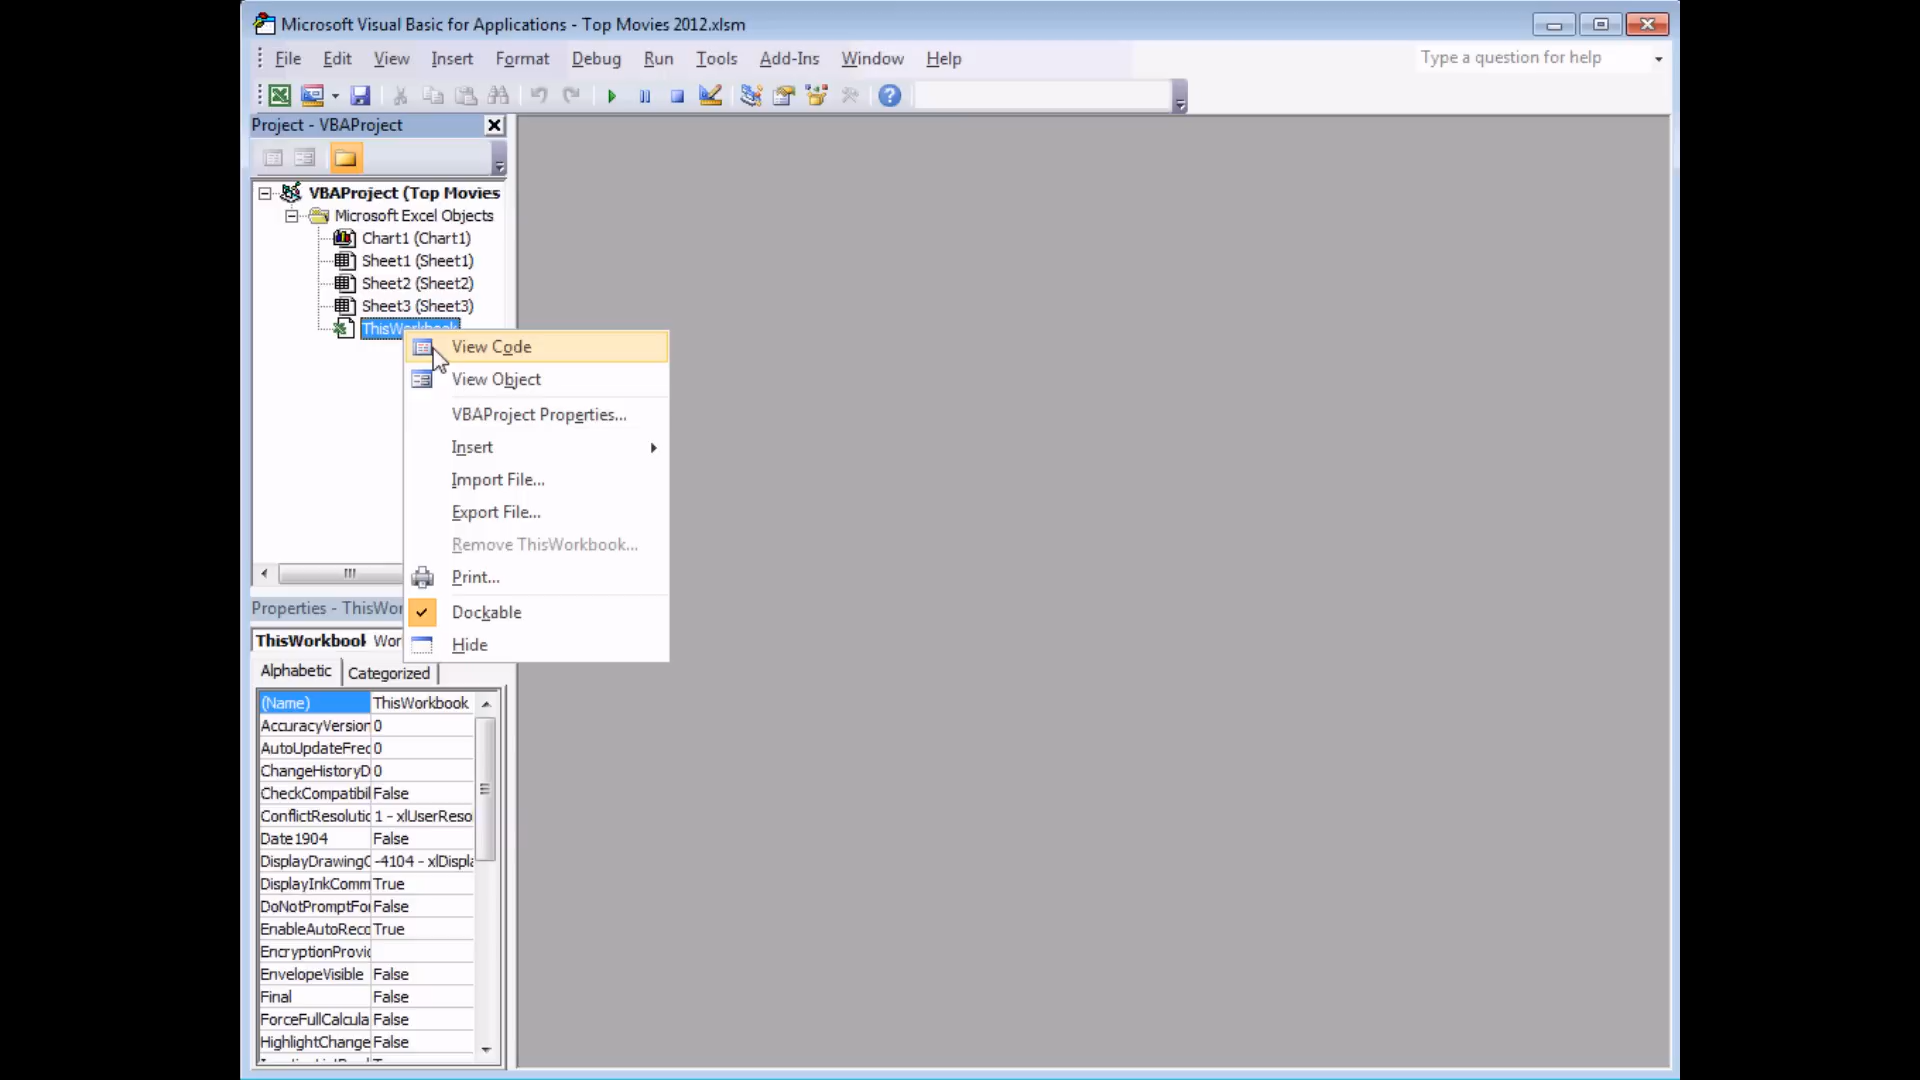 Microsoft Visual Basic for Applications - Top Movies 2012.xlsm
File Edit View Insert Format Debug Run Tools Add-Ins Window Help Type a question for help
Project - VBAProject
VBAProject (Top Movies
Microsoft Excel Objects
Chart1 (Chart1)
Sheet1 (Sheet1)
Sheet2 (Sheet2)
Sheet3 (Sheet3)
ThisWorkbook
View Code
View Object
VBAProject Properties...
Insert
Import File...
Export File...
Remove ThisWorkbook...
Print...
Dockable
Hide
Properties - ThisWor
ThisWorkbook Wor
Alphabetic Categorized
(Name) ThisWorkbook
AccuracyVersion 0
AutoUpdateFrec 0
ChangeHistoryD 0
CheckCompatibil False
ConflictResolutic 1 - xlUserReso
Date1904 False
DisplayDrawingC -4104 - xlDispla
DisplayInkComm True
DoNotPromptFor False
EnableAutoReco True
EncryptionProvic
EnvelopeVisible False
Final False
ForceFullCalcula False
HighlightChange False